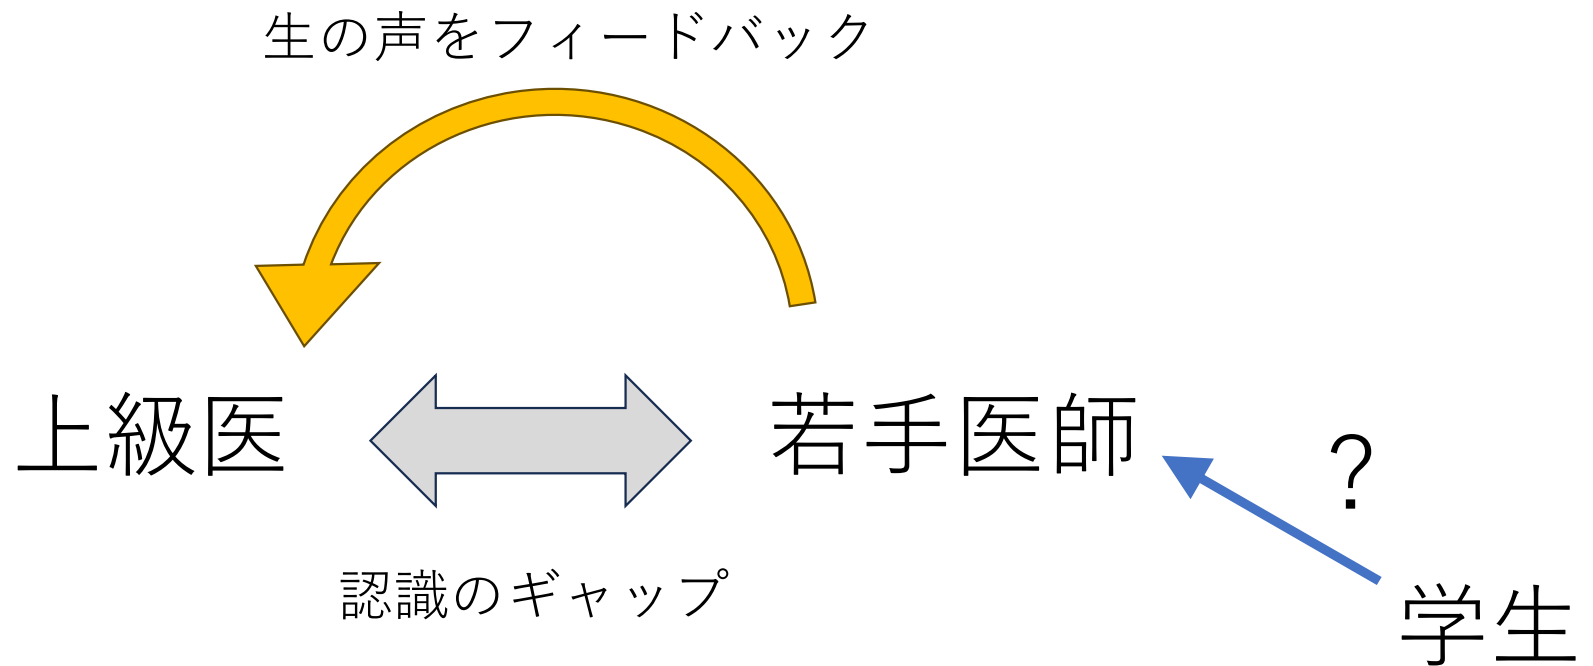 生の声をフィードバック
上級医
若手医師
?
認識のギャップ
学生